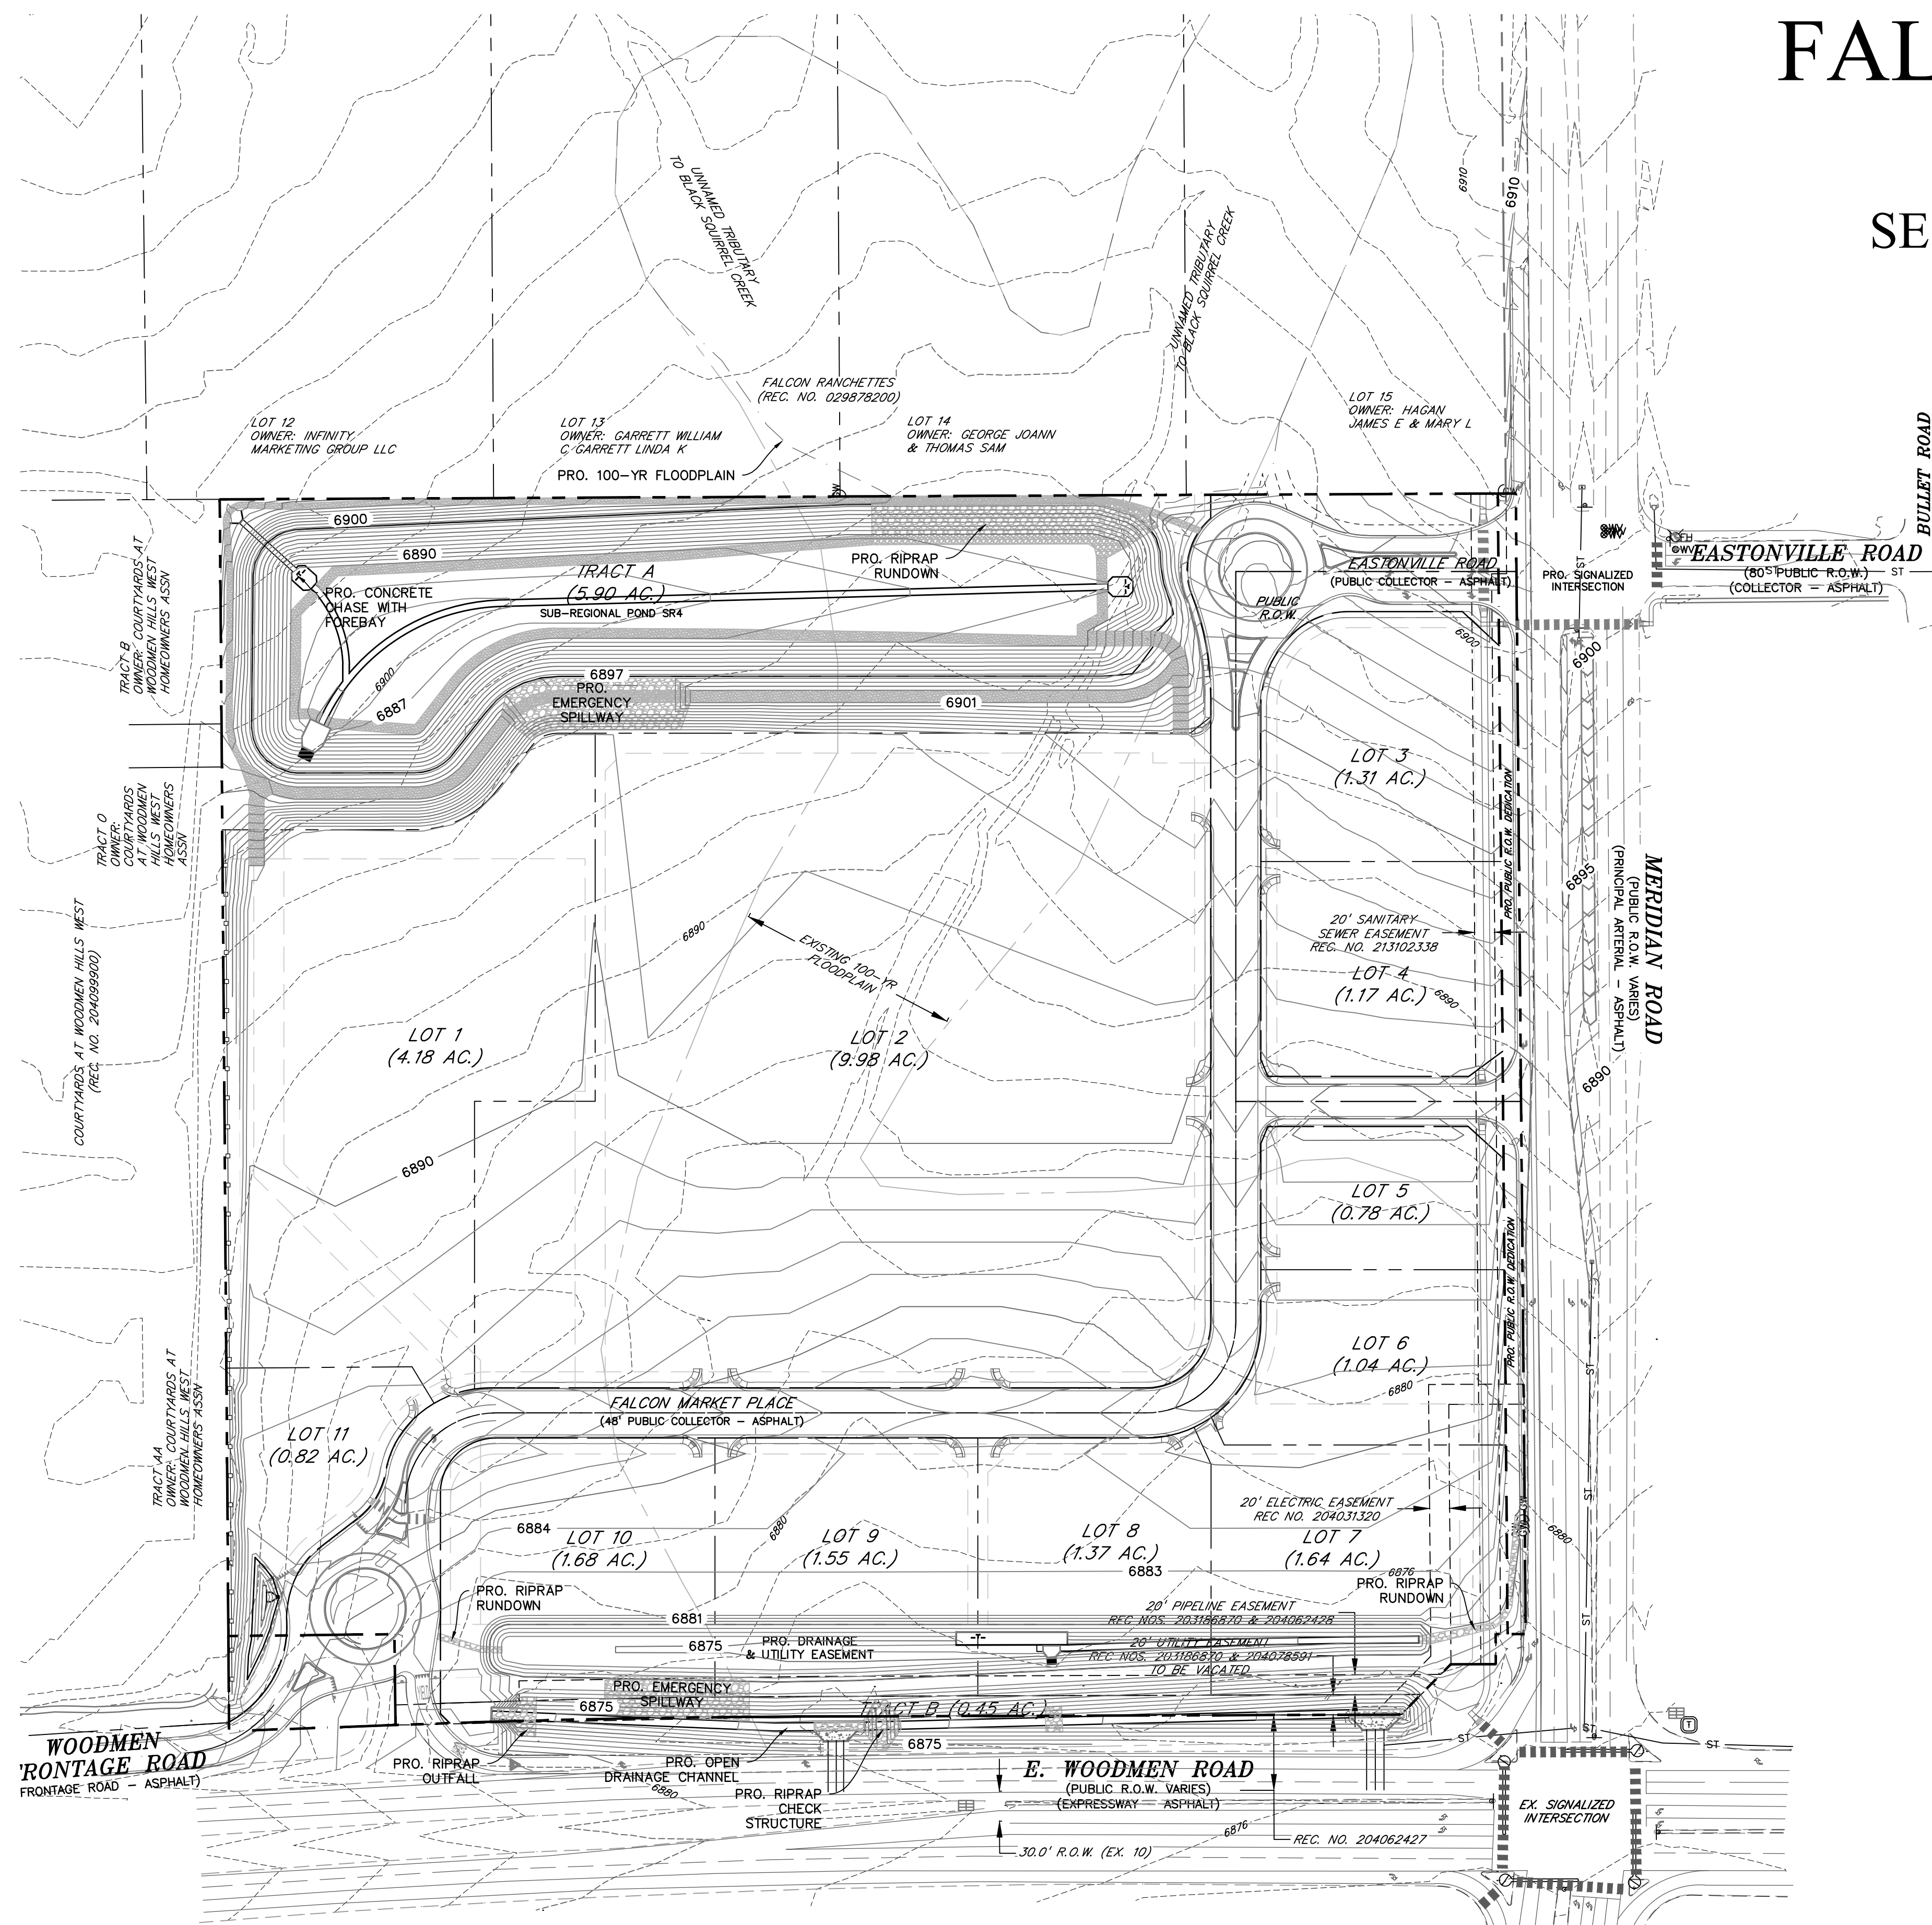 FAL
SE
UNNAMED TRIBUTARY
TO BLACK SQUIRREL CREEK
UNNAMED TRIBUTARY
TO BLACK SQUIRREL CREEK
6910
6910
FALCON RANCHETTES
(REC. NO. 029878200)
LOT 12
OWNER: INFINITY
MARKETING GROUP LLC
LOT 13
OWNER: GARRETT WILLIAM
C GARRETT LINDA K
LOT 14
OWNER: GEORGE JOANN
& THOMAS SAM
LOT 15
OWNER: HAGAN
JAMES E & MARY L
PRO. 100-YR FLOODPLAIN
BULLET ROAD
EASTONVILLE ROAD
(80' PUBLIC R.O.W.)
(COLLECTOR - ASPHALT)
ST
ST
ST
PRO. SIGNALIZED
INTERSECTION
EASTONVILLE ROAD
(PUBLIC COLLECTOR - ASPHALT)
PUBLIC
R.O.W.
6900
6890
TRACT A
(5.90 AC.)
SUB-REGIONAL POND SR4
PRO. RIPRAP
RUNDOWN
PRO. CONCRETE
CHASE WITH
FOREBAY
6900
6887
6897
PRO.
EMERGENCY
SPILLWAY
6901
6900
6900
TRACT B
OWNER: COURTYARDS AT
WOODMEN HILLS WEST
HOMEOWNERS ASSN
TRACT O
OWNER:
COURTYARDS
AT WOODMEN
HILLS WEST
HOMEOWNERS
ASSN
COURTYARDS AT WOODMEN HILLS WEST
(REC. NO. 204099900)
LOT 3
(1.31 AC.)
PRO. PUBLIC R.O.W. DEDICATION
6895
MERIDIAN ROAD
(PUBLIC R.O.W. VARIES)
(PRINCIPAL ARTERIAL - ASPHALT)
20' SANITARY
SEWER EASEMENT
REC. NO. 213102338
6890
EXISTING 100-YR
FLOODPLAIN
LOT 4
(1.17 AC.)
6890
6890
LOT 1
(4.18 AC.)
LOT 2
(9.98 AC.)
6890
LOT 5
(0.78 AC.)
PRO. PUBLIC R.O.W. DEDICATION
LOT 6
(1.04 AC.)
6880
TRACT AA
OWNER: COURTYARDS AT
WOODMEN HILLS WEST
HOMEOWNERS ASSN
FALCON MARKET PLACE
(48' PUBLIC COLLECTOR - ASPHALT)
LOT 11
(0.82 AC.)
ST
ST
ST
20' ELECTRIC EASEMENT
REC NO. 204031320
6884
LOT 10
(1.68 AC.)
6880
LOT 9
(1.55 AC.)
LOT 8
(1.37 AC.)
LOT 7
(1.64 AC.)
6880
6883
6876
PRO. RIPRAP
RUNDOWN
PRO. RIPRAP
RUNDOWN
20' PIPELINE EASEMENT
REC NOS. 203186870 & 204062428
6881
6875
PRO. DRAINAGE
& UTILITY EASEMENT
20' UTILITY EASEMENT
REC NOS. 203186870 & 204078591
TO BE VACATED
PRO. EMERGENCY
SPILLWAY
6875
TRACT B (0.45 AC.)
6875
ST
ST
ST
WOODMEN
FRONTAGE ROAD
FRONTAGE ROAD - ASPHALT)
PRO. RIPRAP
OUTFALL
PRO. OPEN
DRAINAGE CHANNEL
6880
PRO. RIPRAP
CHECK
STRUCTURE
E. WOODMEN ROAD
(PUBLIC R.O.W. VARIES)
(EXPRESSWAY - ASPHALT)
EX. SIGNALIZED
INTERSECTION
6876
REC. NO. 204062427
30.0' R.O.W. (EX. 10)